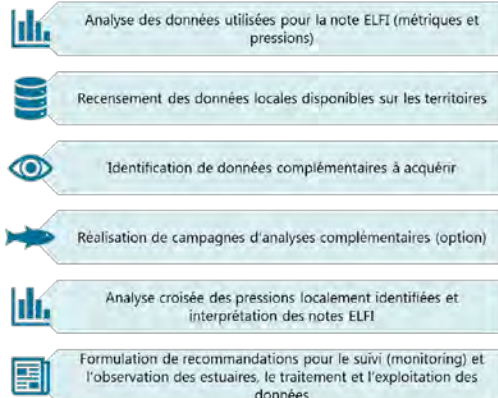 Analyse des données utilisées pour la note ELFI (métriques et
pressions)
Recensement des données locales disponibles sur les territoires
Identification de données complémentaires à acquérir
Réalisation de campagnes d'analyses complémentaires (option)
Analyse croisée des pressions localement identifiées et
interprétation des notes ELFI
Formulation de recommandations pour le suivi (monitoring) et
l'observation des estuaires, le traitement et l'exploitation des
données